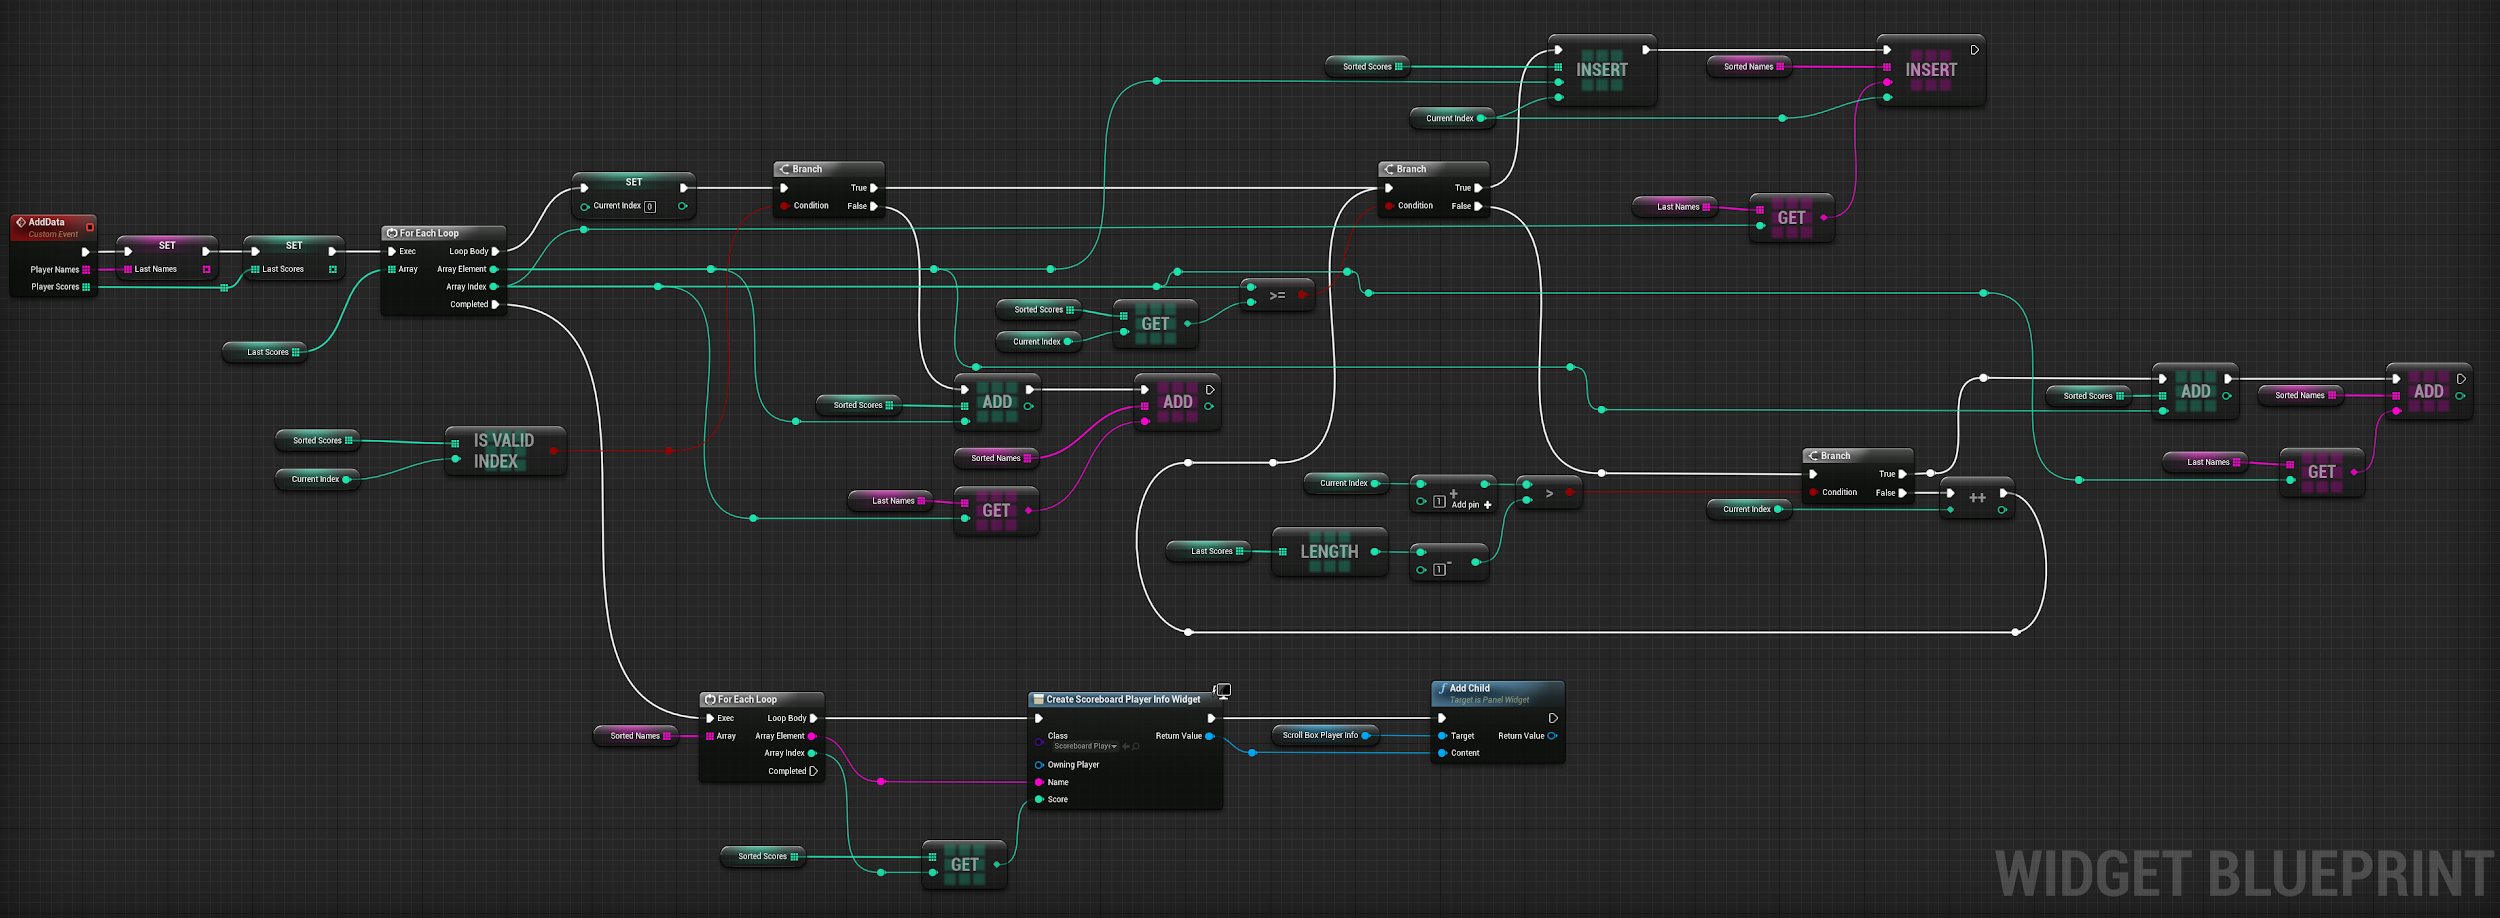 Sorted Scores
INSERT
Sorted Names
INSERT
Current Index
Branch
True
Condition
False
Branch
True
Condition
False
SET
Current Index 0
Last Names
GET
AddData
Custom Event
Player Names
Player Scores
SET
Last Names
SET
Last Scores
For Each Loop
Exec
Loop Body
Array
Array Element
Array Index
Completed
Last Scores
Sorted Scores
Current Index
GET
>=
Sorted Scores
ADD
ADD
Sorted Names
Last Names
GET
Sorted Scores
Current Index
IS VALID
INDEX
Sorted Scores
ADD
Sorted Names
ADD
Last Names
GET
Branch
True
Condition
False
Current Index
++
Current Index
+
1
Add pin +
>
Last Scores
LENGTH
-
1
Sorted Names
For Each Loop
Exec
Loop Body
Array
Array Element
Array Index
Completed
Create Scoreboard Player Info Widget
Class
Scoreboard Player
Return Value
Owning Player
Name
Score
Scroll Box Player Info
f Add Child
Target is Panel Widget
Target
Return Value
Content
Sorted Scores
GET
WIDGET BLUEPRINT